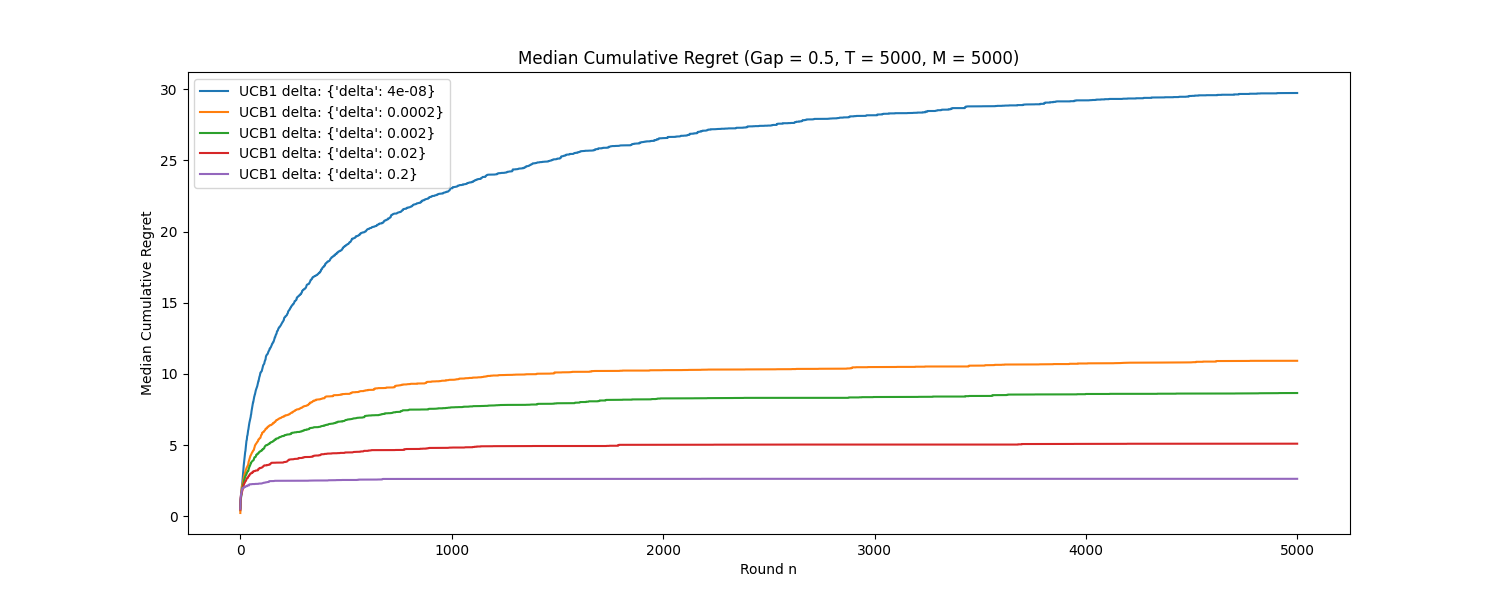 Median Cumulative Regret (Gap = 0.5, T = 5000, M = 5000)
UCB1 delta: {'delta': 4e-08}
UCB1 delta: {'delta': 0.0002}
UCB1 delta: {'delta': 0.002}
UCB1 delta: {'delta': 0.02}
UCB1 delta: {'delta': 0.2}
Median Cumulative Regret
30
25
20
15
10
5
0
0 1000 2000 3000 4000 5000
Round n